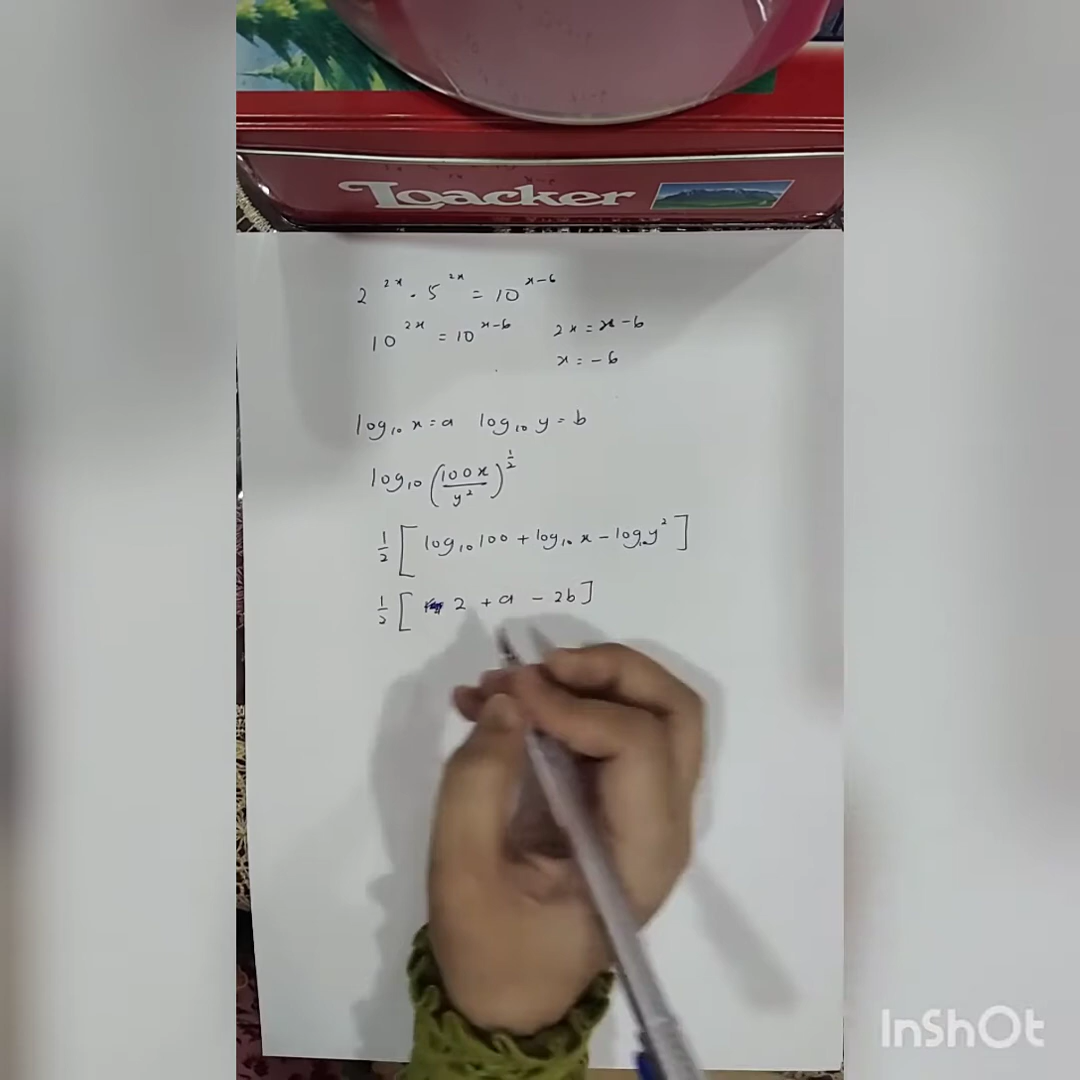 Loacker
2^{2x} · 5^{2x} = 10^{x-6}
10^{2x} = 10^{x-6} 2x = x-6
x = -6
log₁₀ x = a log₁₀ y = b
log₁₀ (100x/y²)^{1/2}
1/2 [ log₁₀ 100 + log₁₀ x - log₁₀ y² ]
1/2 [ 2 + a - 2b ]
InShOt